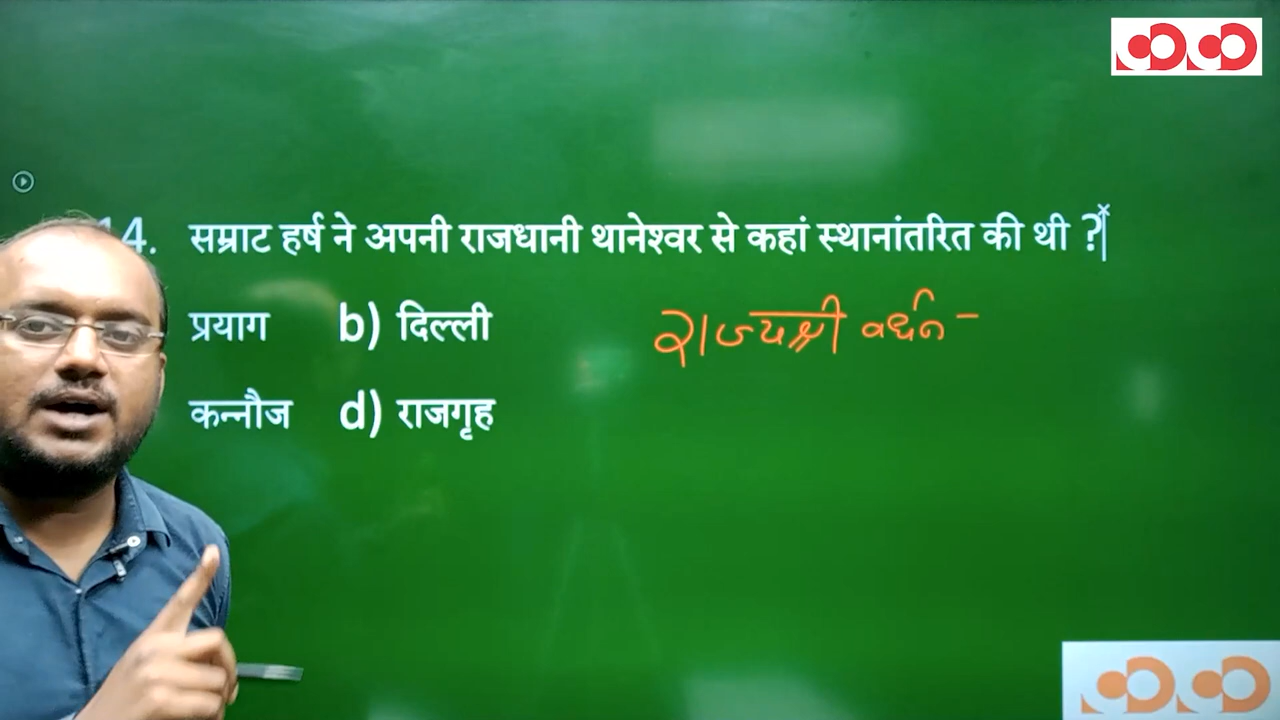 14. सम्राट हर्ष ने अपनी राजधानी थानेश्वर से कहां स्थानांतरित की थी ?
प्रयाग b) दिल्ली
राज्यश्री वर्धन -
कन्नौज d) राजगृह